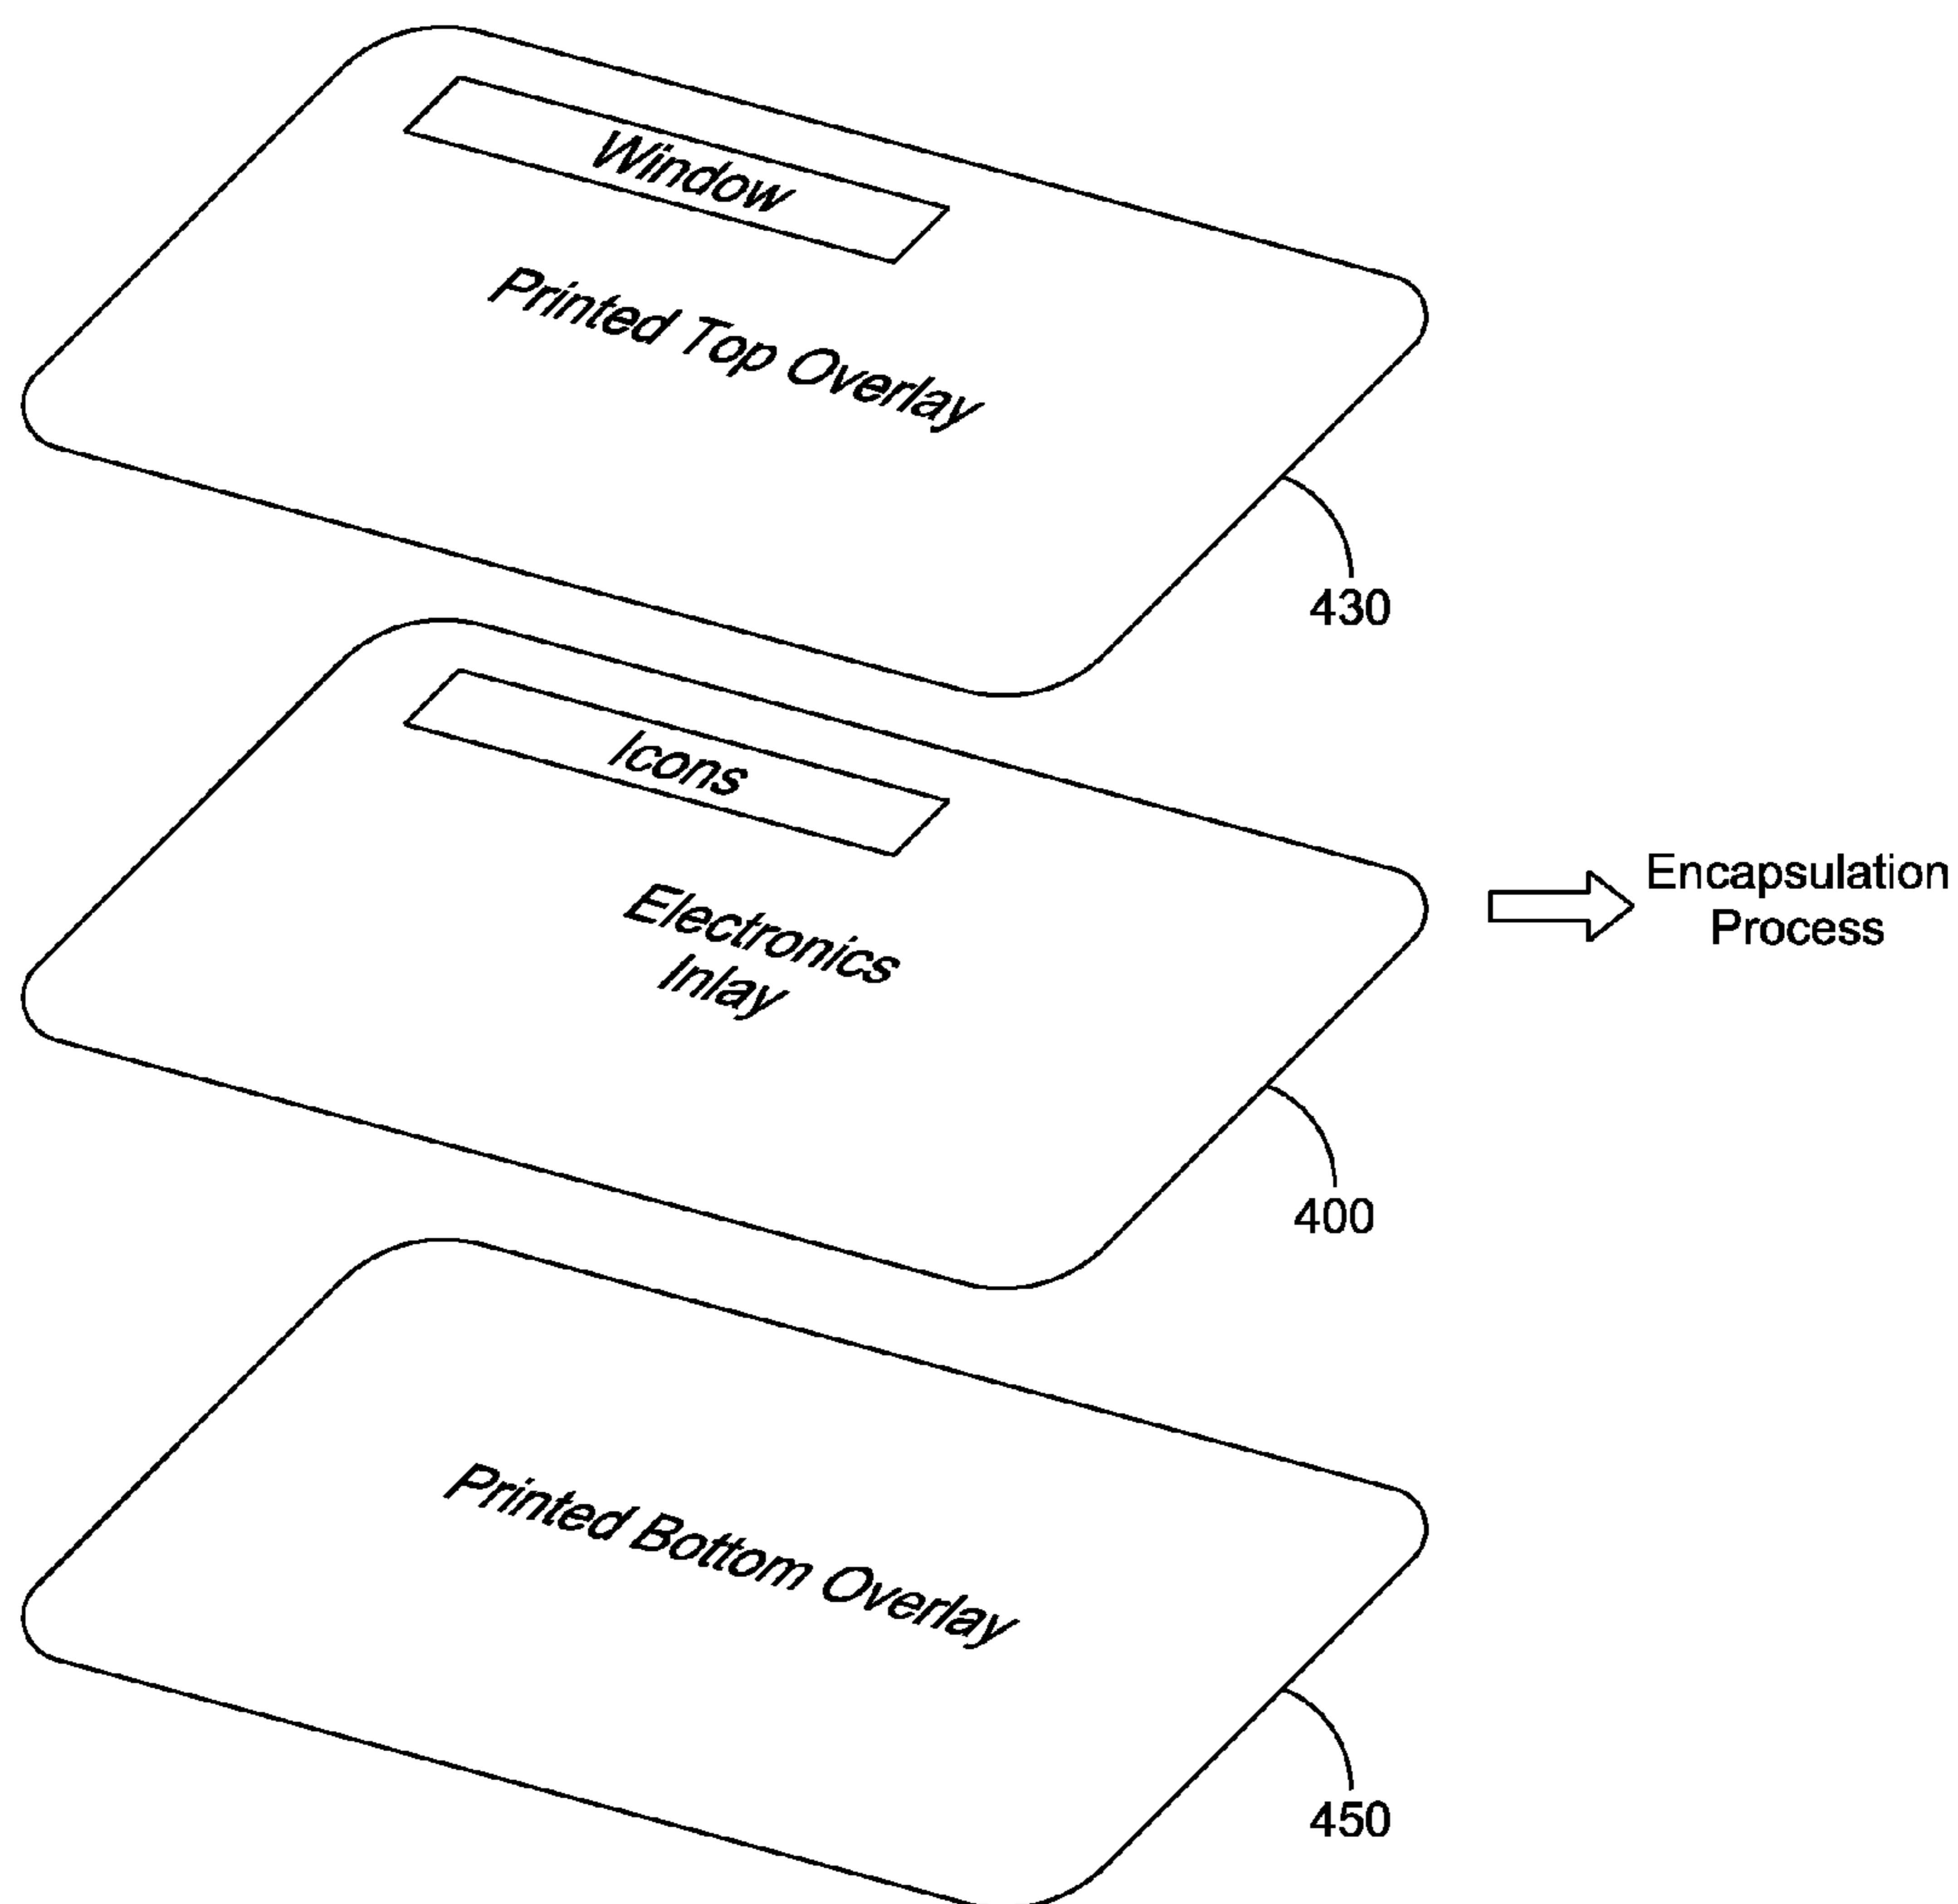 Window
Printed Top Overlay
430
Icons
Electronics
Inlay
400
Encapsulation
Process
Printed Bottom Overlay
450